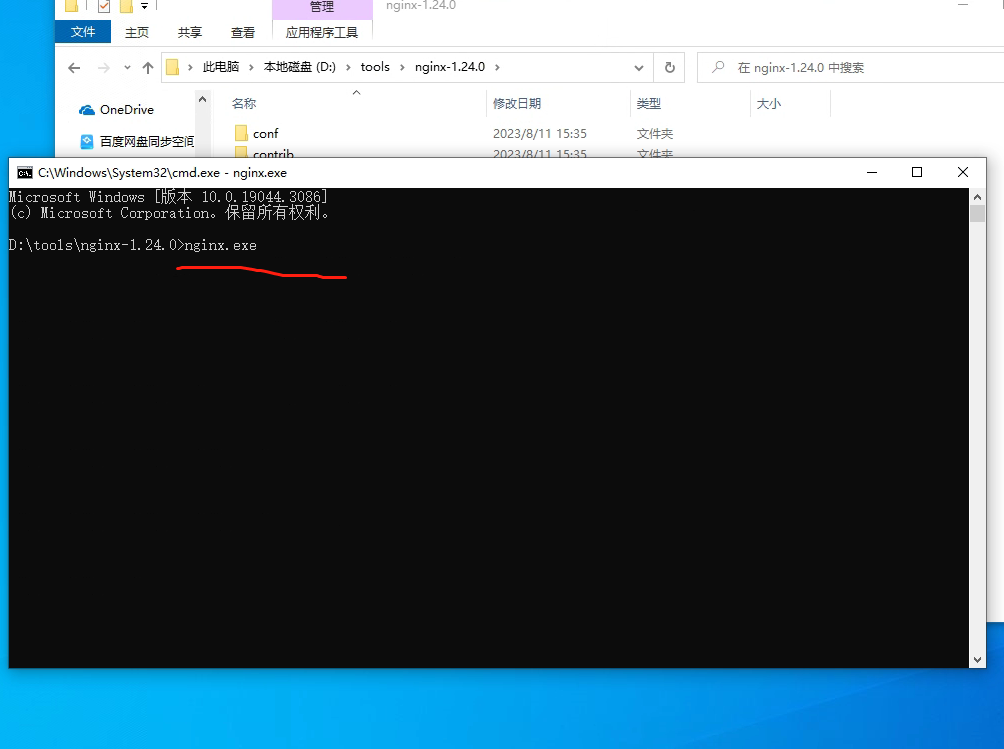 管理
nginx-1.24.0
文件
主页
共享
查看
应用程序工具
此电脑 > 本地磁盘 (D:) > tools > nginx-1.24.0 >
在 nginx-1.24.0 中搜索
OneDrive
百度网盘同步空间
名称
修改日期
类型
大小
conf
2023/8/11 15:35
文件夹
contrib
2023/8/11 15:35
文件夹
C:\Windows\System32\cmd.exe - nginx.exe
Microsoft Windows [版本 10.0.19044.3086]
(c) Microsoft Corporation。保留所有权利。
D:\tools\nginx-1.24.0>nginx.exe